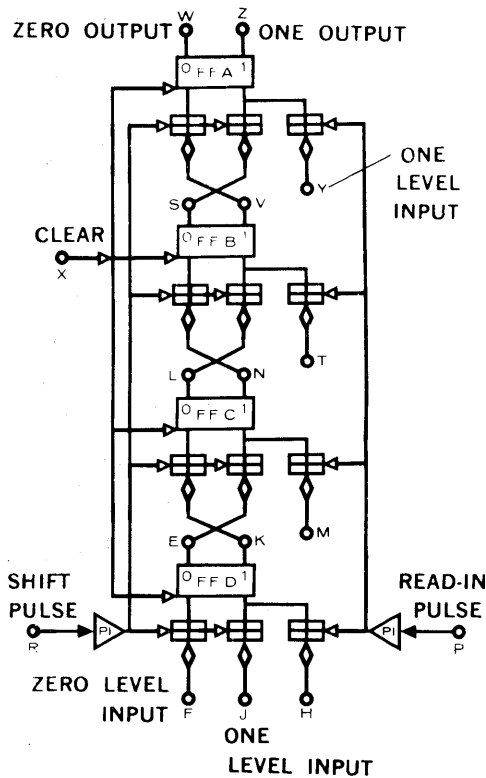 W Z
ZERO OUTPUT ONE OUTPUT
0 FF A 1
Y
ONE
LEVEL
INPUT
S V
CLEAR
0 FF B 1
X
T
L N
0 FF C 1
M
E K
SHIFT
PULSE
0 FF D 1
READ-IN
PULSE
R PI PI P
ZERO LEVEL
INPUT
F J H
ONE
LEVEL INPUT